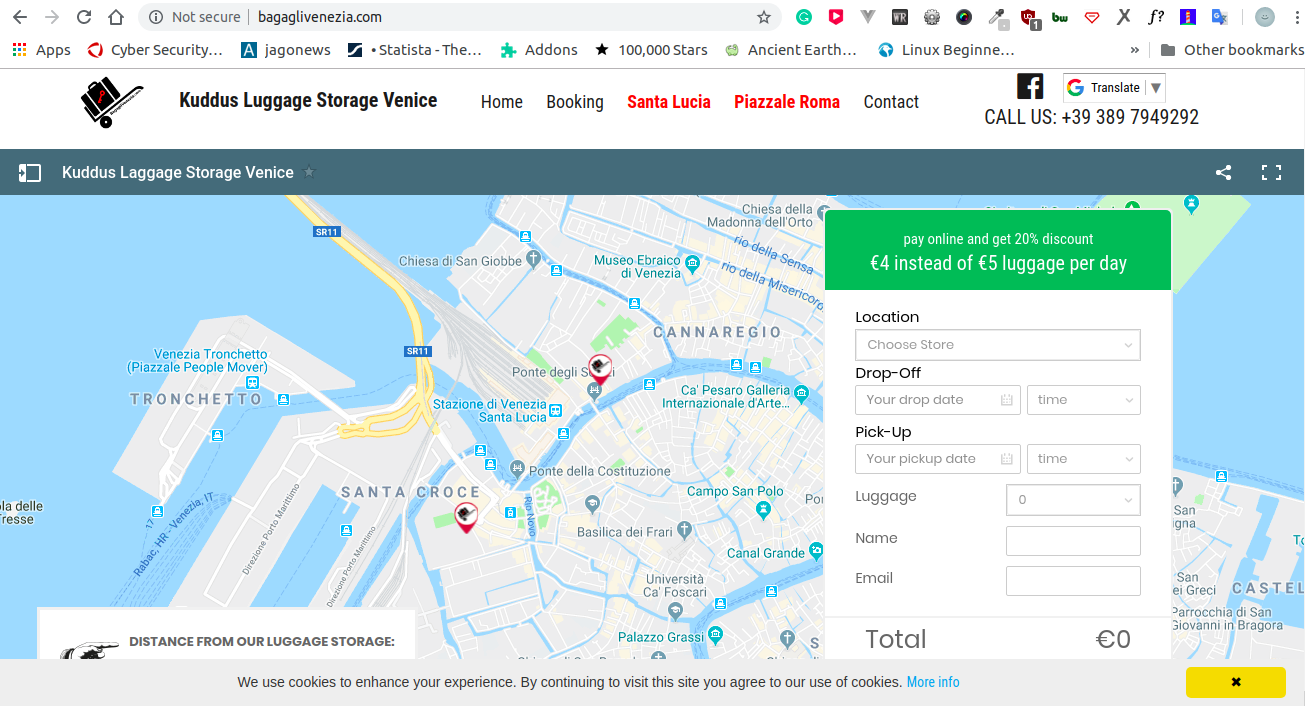 Not secure | bagaglivenezia.com
Apps Cyber Security… jagonews • Statista - The… Addons 100,000 Stars Ancient Earth… Linux Beginne… » Other bookmarks
Kuddus Luggage Storage Venice
Home Booking Santa Lucia Piazzale Roma Contact
Translate ▼
CALL US: +39 389 7949292
Kuddus Laggage Storage Venice
SR11
Chiesa della
Madonna dell'Orto
rio della Sensa
rio della Misericord
Chiesa di San Giobbe
Museo Ebraico
di Venezia
CANNAREGIO
SR11
Venezia Tronchetto
(Piazzale People Mover)
TRONCHETTO
Ponte degli
Ca' Pesaro Galleria
Internazionale d'Arte...
Stazione di Venezia
Santa Lucia
Ponte della Costituzione
SANTA CROCE
Campo San Polo
Rio Novo
Basilica dei Frari
Canal Grande
17
Rabac, HR - Venezia, IT
Direzione Porto Marittimo
Direzione Porto Marittimo
Università
Ca' Foscari
Palazzo Grassi
ola delle
Tresse
San
San
ei Greci
CASTEL
Parrocchia di San
Giovanni in Bragora
pay online and get 20% discount
€4 instead of €5 luggage per day
Location
Choose Store
Drop-Off
Your drop date time
Pick-Up
Your pickup date time
Luggage 0
Name
Email
Total €0
DISTANCE FROM OUR LUGGAGE STORAGE:
We use cookies to enhance your experience. By continuing to visit this site you agree to our use of cookies. More info ✖